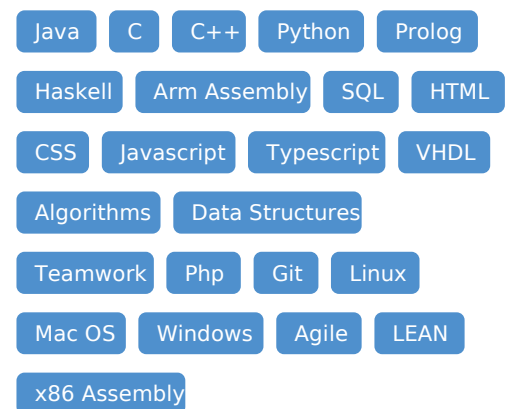 Java C C++ Python Prolog
Haskell Arm Assembly SQL HTML
CSS Javascript Typescript VHDL
Algorithms Data Structures
Teamwork Php Git Linux
Mac OS Windows Agile LEAN
x86 Assembly